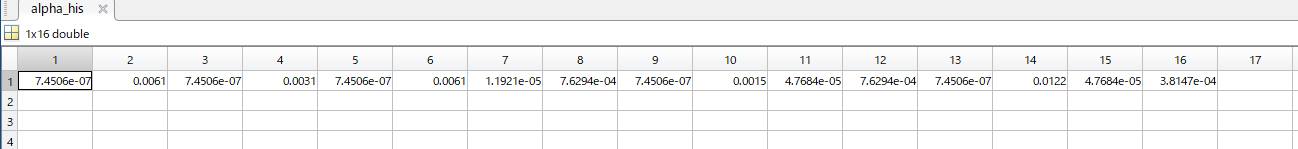 alpha_his
1x16 double
1 2 3 4 5 6 7 8 9 10 11 12 13 14 15 16 17
1 7.4506e-07 0.0061 7.4506e-07 0.0031 7.4506e-07 0.0061 1.1921e-05 7.6294e-04 7.4506e-07 0.0015 4.7684e-05 7.6294e-04 7.4506e-07 0.0122 4.7684e-05 3.8147e-04
2
3
4